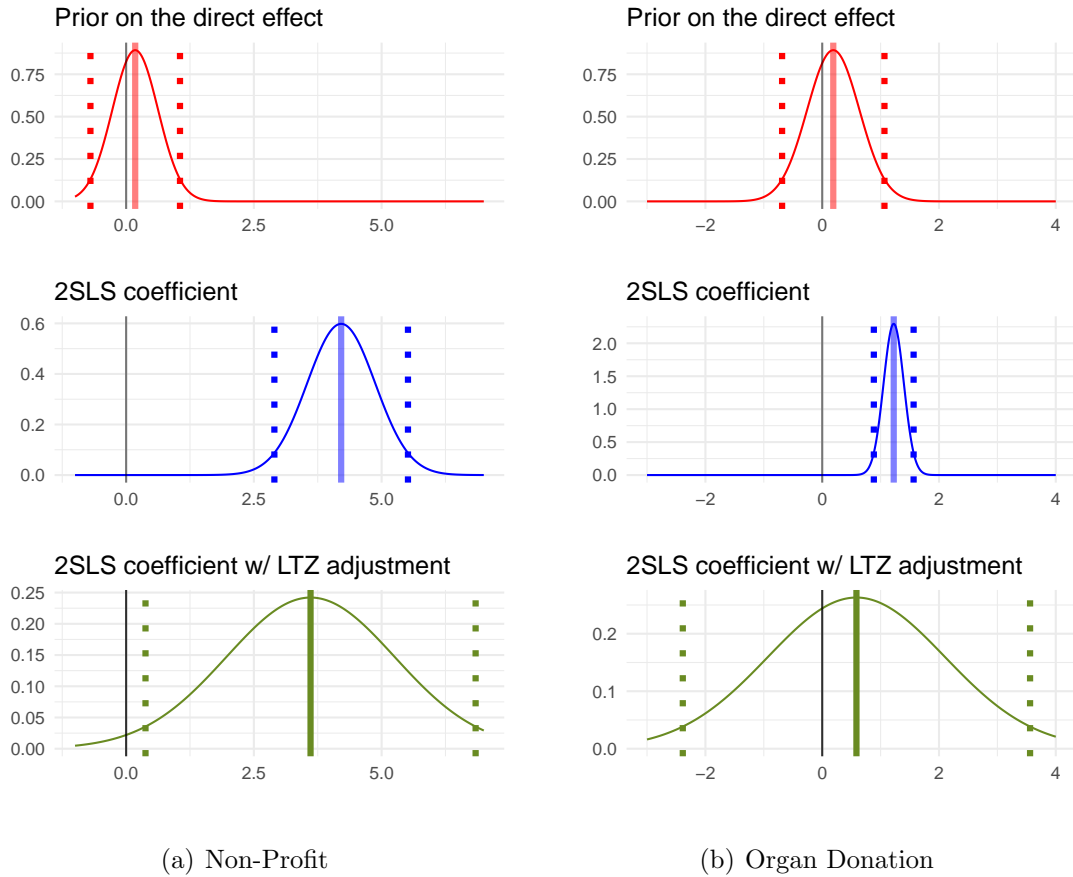 Prior on the direct effect
0.75
0.50
0.25
0.00
0.0 2.5 5.0
2SLS coefficient
0.6
0.4
0.2
0.0
0.0 2.5 5.0
2SLS coefficient w/ LTZ adjustment
0.25
0.20
0.15
0.10
0.05
0.00
0.0 2.5 5.0
(a) Non-Profit
Prior on the direct effect
0.75
0.50
0.25
0.00
−2 0 2 4
2SLS coefficient
2.0
1.5
1.0
0.5
0.0
−2 0 2 4
2SLS coefficient w/ LTZ adjustment
0.2
0.1
0.0
−2 0 2 4
(b) Organ Donation